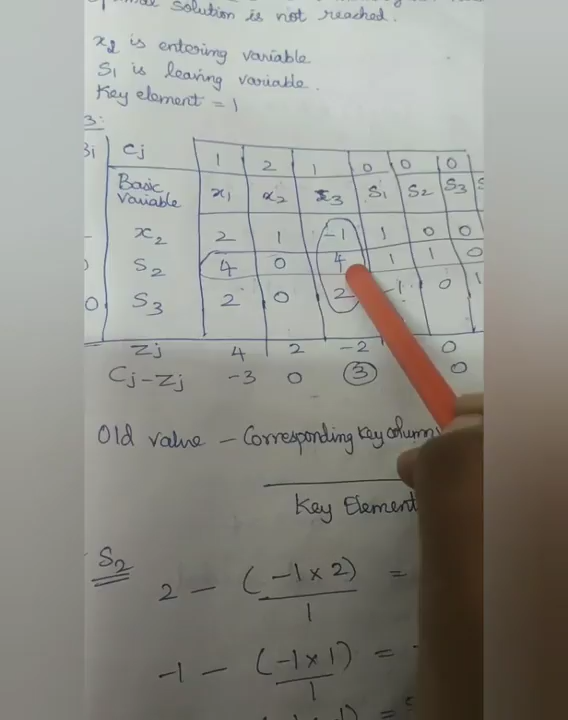 solution is not reached.
x₂ is entering variable
S₁ is leaving variable.
Key element = 1
3:
Bi Cj 1 2 1 0 0 0
Basic Variable x₁ x₂ x₃ S₁ S₂ S₃
x₂ 2 1 -1 1 0 0
S₂ 4 0 4 1 1 0
0 S₃ 2 0 2 -1 0 1
Zj 4 2 -2 0
Cj-Zj -3 0 3 0
Old value - Corresponding key column
Key Element
S₂
2 - (-1 x 2) =
1
-1 - (-1 x 1) =
1